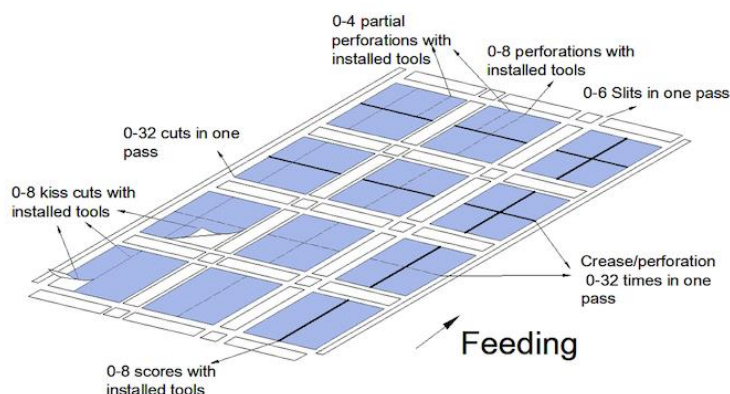 0-4 partial
perforations with
installed tools
0-8 perforations with
installed tools
0-6 Slits in one pass
0-32 cuts in one
pass
0-8 kiss cuts with
installed tools
Crease/perforation
0-32 times in one
pass
Feeding
0-8 scores with
installed tools